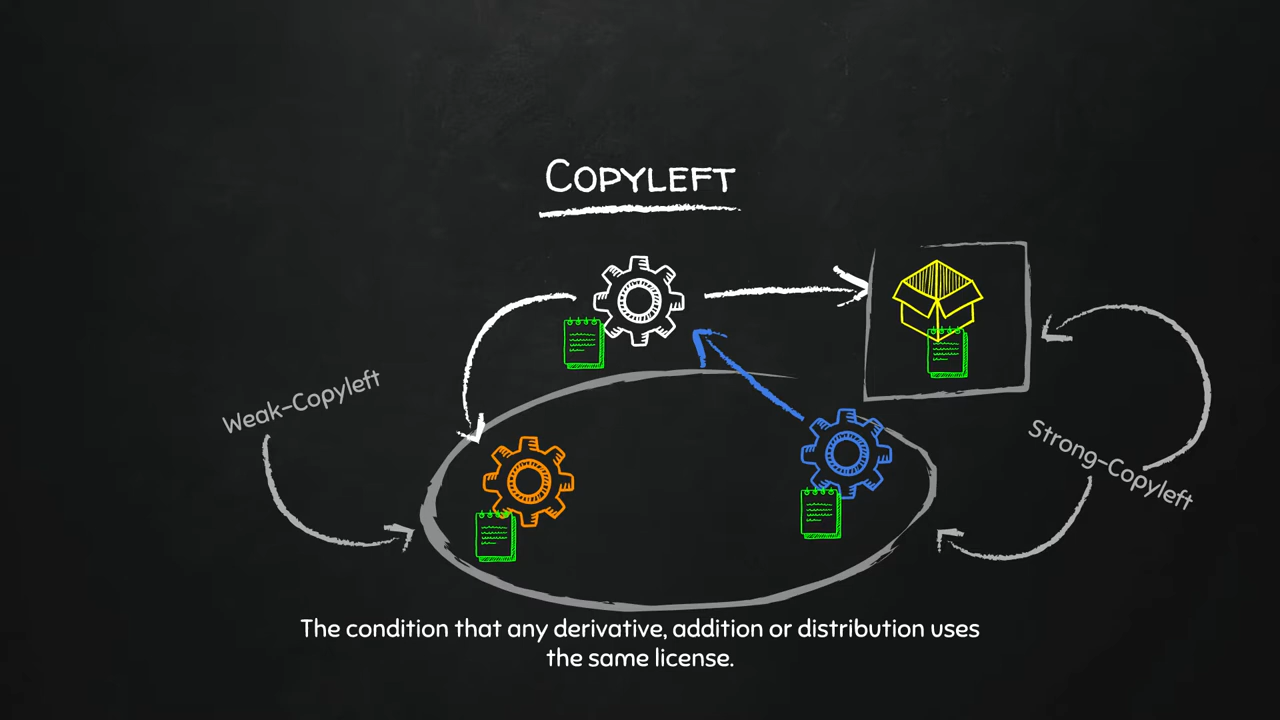 Copyleft
Weak-Copyleft
Strong-Copyleft
The condition that any derivative, addition or distribution uses
the same license.